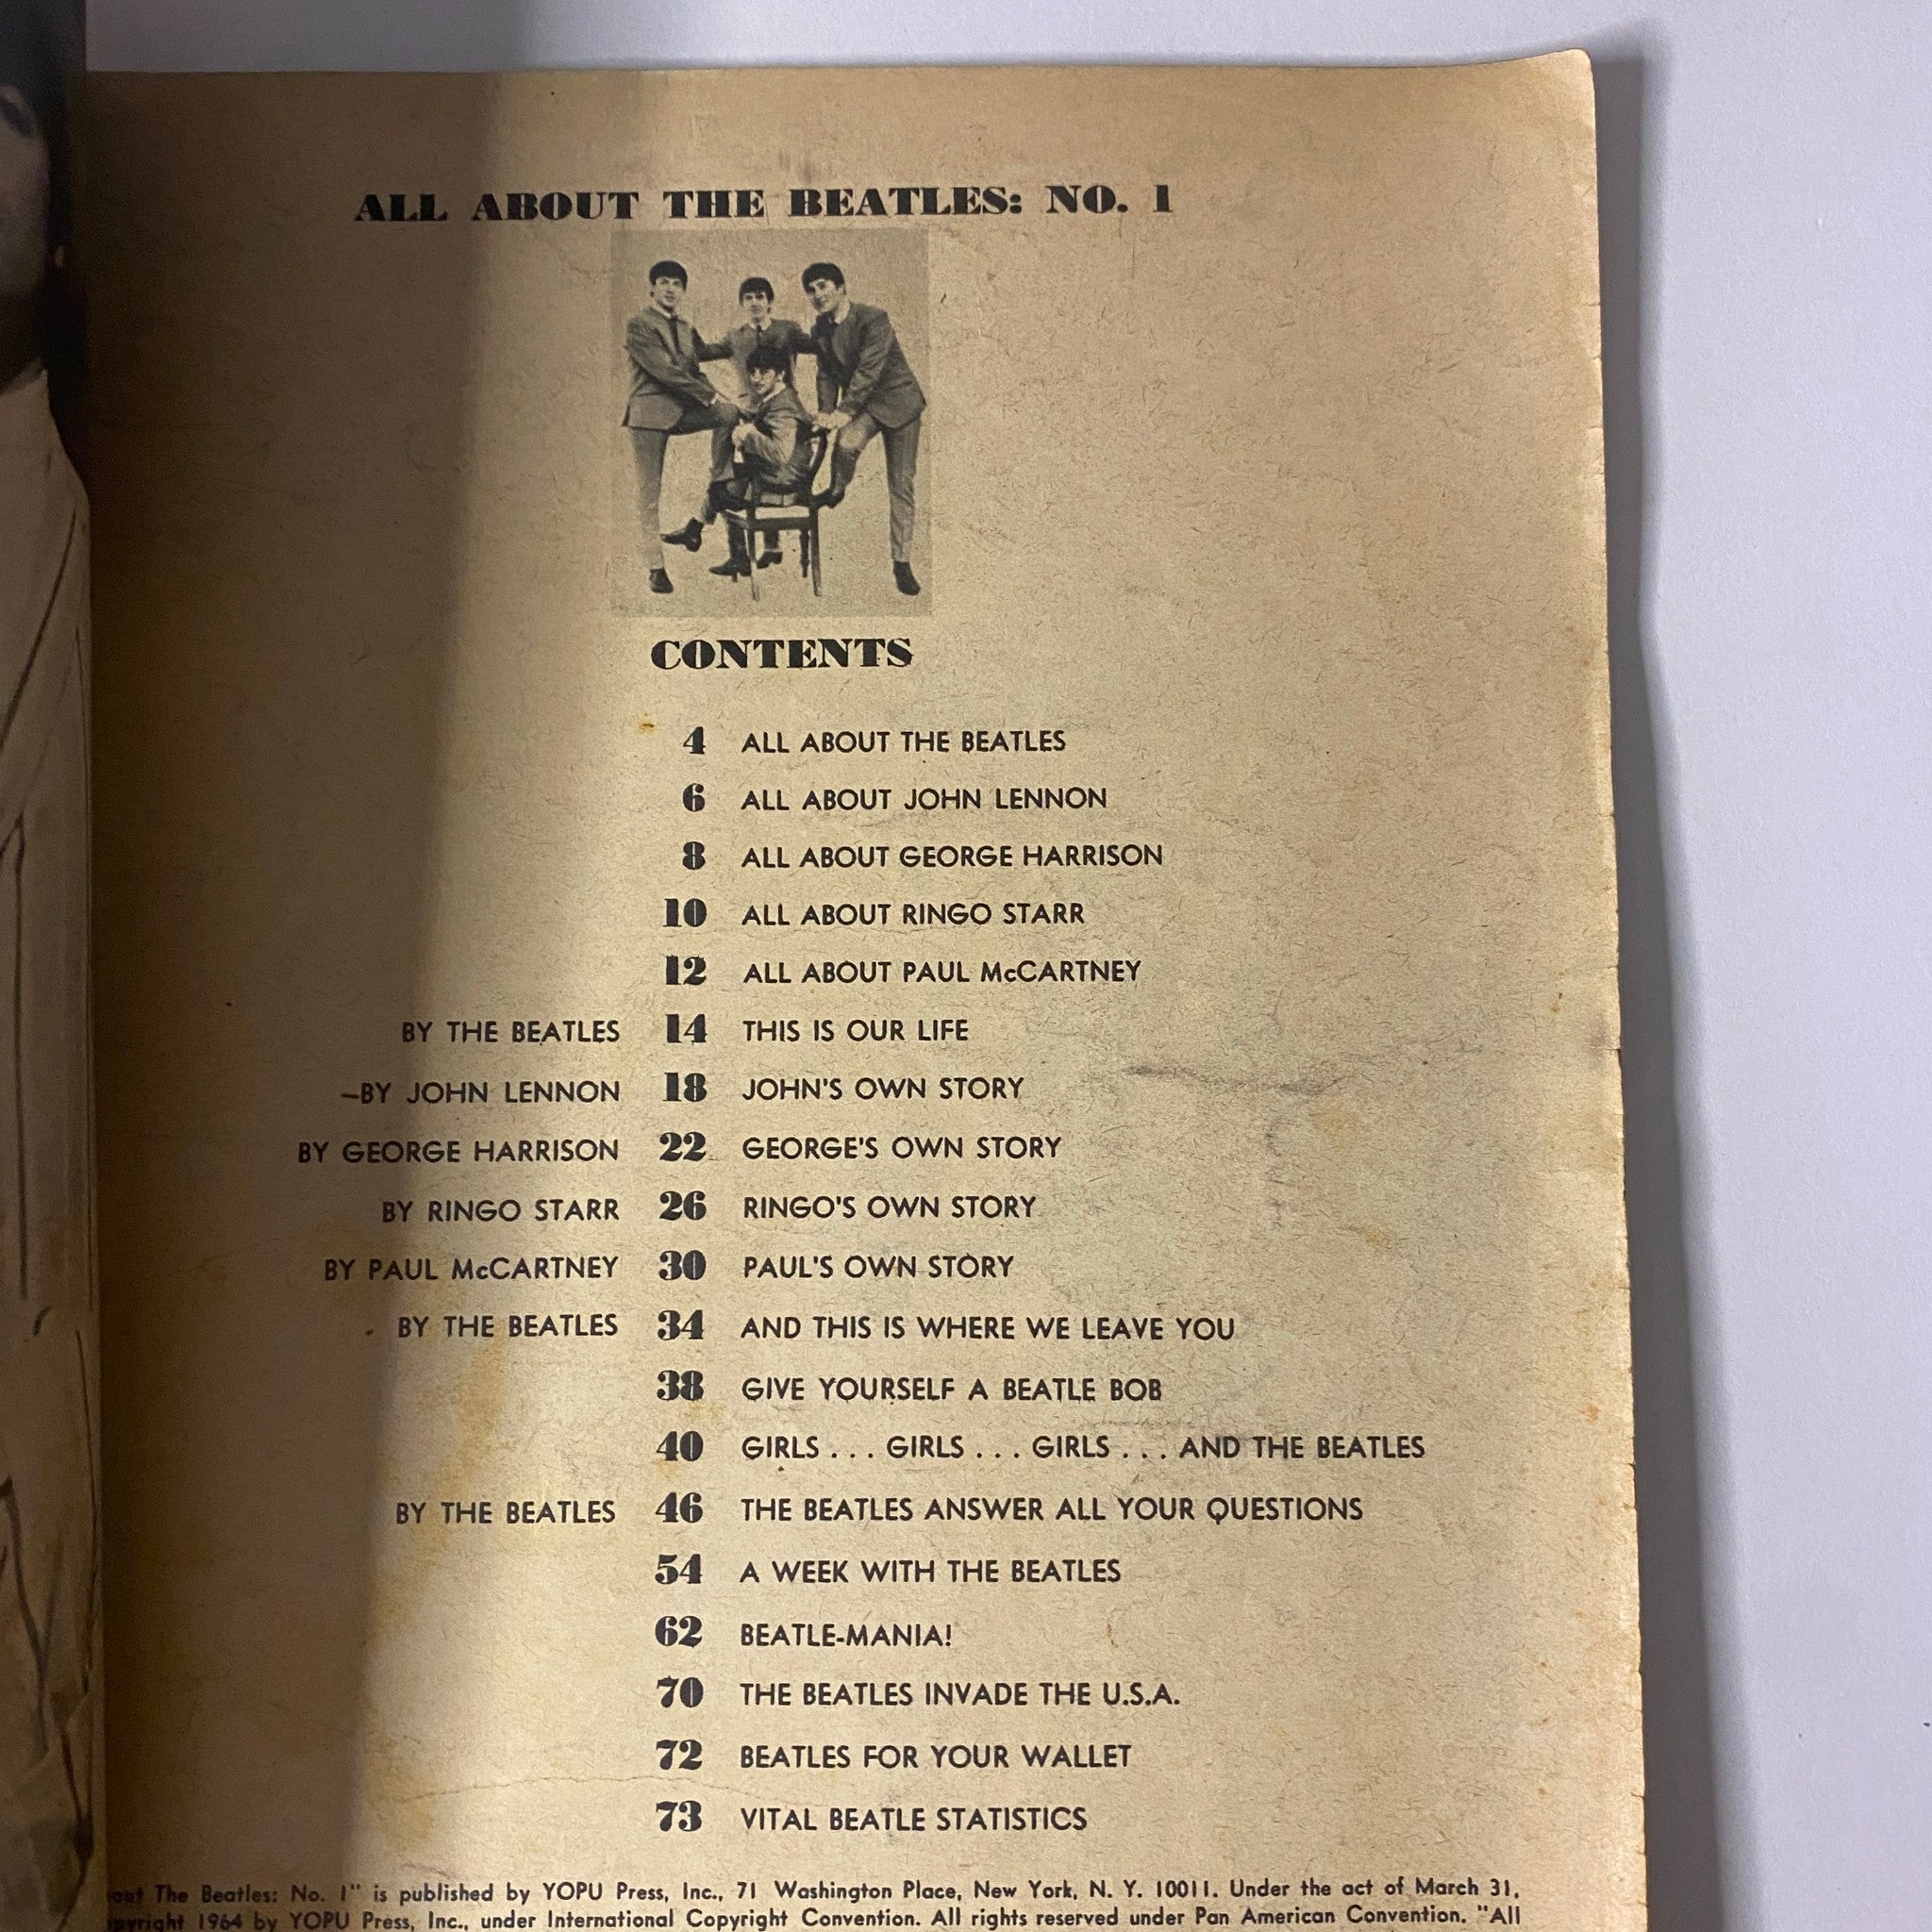 ALL ABOUT THE BEATLES: NO. 1
CONTENTS
4 ALL ABOUT THE BEATLES
6 ALL ABOUT JOHN LENNON
8 ALL ABOUT GEORGE HARRISON
10 ALL ABOUT RINGO STARR
12 ALL ABOUT PAUL McCARTNEY
BY THE BEATLES 14 THIS IS OUR LIFE
—BY JOHN LENNON 18 JOHN'S OWN STORY
BY GEORGE HARRISON 22 GEORGE'S OWN STORY
BY RINGO STARR 26 RINGO'S OWN STORY
BY PAUL McCARTNEY 30 PAUL'S OWN STORY
BY THE BEATLES 34 AND THIS IS WHERE WE LEAVE YOU
38 GIVE YOURSELF A BEATLE BOB
40 GIRLS . . . GIRLS . . . GIRLS . . . AND THE BEATLES
BY THE BEATLES 46 THE BEATLES ANSWER ALL YOUR QUESTIONS
54 A WEEK WITH THE BEATLES
62 BEATLE-MANIA!
70 THE BEATLES INVADE THE U.S.A.
72 BEATLES FOR YOUR WALLET
73 VITAL BEATLE STATISTICS
The Beatles: No. 1" is published by YOPU Press, Inc., 71 Washington Place, New York, N. Y. 10011. Under the act of March 31,
1964 by YOPU Press, Inc., under International Copyright Convention. All rights reserved under Pan American Convention. "All